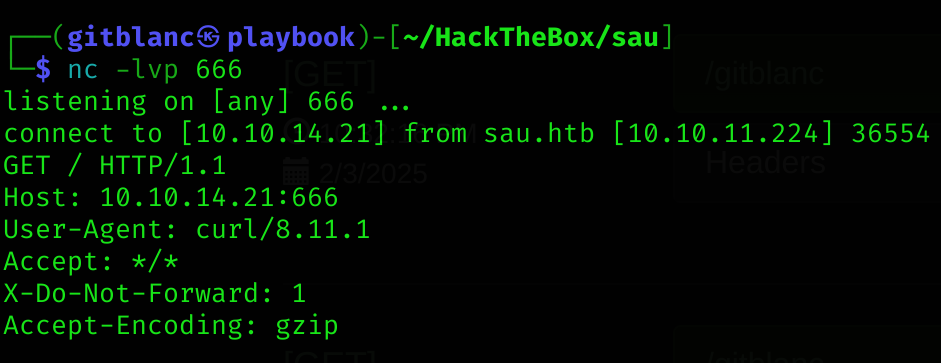 ┌──(gitblanc㉿playbook)-[~/HackTheBox/sau]
└─$ nc -lvp 666
[GET]
/gitblanc
listening on [any] 666 ...
connect to [10.10.14.21] from sau.htb [10.10.11.224] 36554
GET / HTTP/1.1
Headers
2/3/2025
Host: 10.10.14.21:666
User-Agent: curl/8.11.1
Accept: */*
X-Do-Not-Forward: 1
Accept-Encoding: gzip
[GET]
/gitblanc